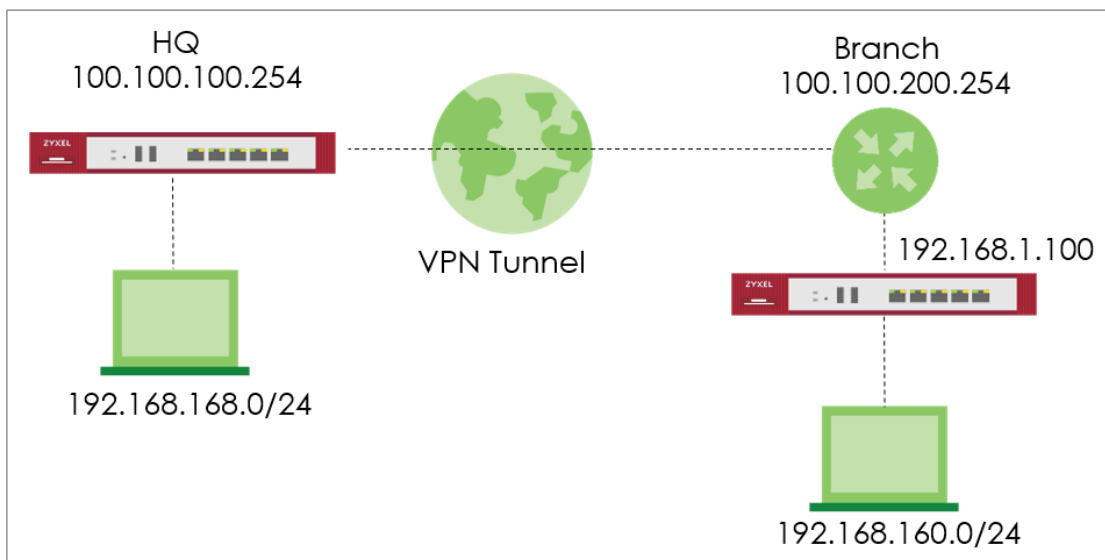 HQ
100.100.100.254
ZYXEL
192.168.168.0/24
VPN Tunnel
Branch
100.100.200.254
192.168.1.100
ZYXEL
192.168.160.0/24